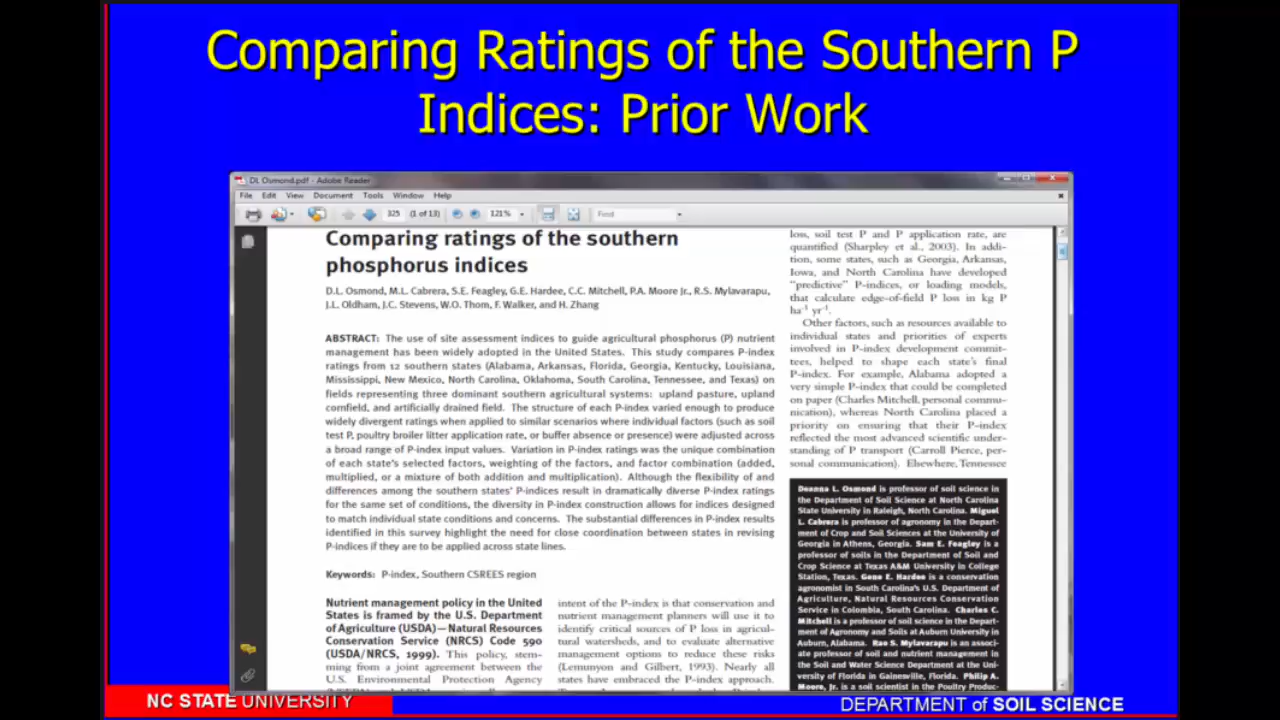 Comparing Ratings of the Southern P
Indices: Prior Work
DL Osmond.pdf - Adobe Reader
File Edit View Document Tools Window Help
325 (1 of 13) 121% Find
Comparing ratings of the southern
phosphorus indices
D.L. Osmond, M.L. Cabrera, S.E. Feagley, G.E. Hardee, C.C. Mitchell, P.A. Moore Jr., R.S. Mylavarapu,
J.L. Oldham, J.C. Stevens, W.O. Thom, F. Walker, and H. Zhang
ABSTRACT: The use of site assessment indices to guide agricultural phosphorus (P) nutrient
management has been widely adopted in the United States. This study compares P-index
ratings from 12 southern states (Alabama, Arkansas, Florida, Georgia, Kentucky, Louisiana,
Mississippi, New Mexico, North Carolina, Oklahoma, South Carolina, Tennessee, and Texas) on
fields representing three dominant southern agricultural systems: upland pasture, upland
cornfield, and artificially drained field. The structure of each P-index varied enough to produce
widely divergent ratings when applied to similar scenarios where individual factors (such as soil
test P, poultry broiler litter application rate, or buffer absence or presence) were adjusted across
a broad range of P-index input values. Variation in P-index ratings was the unique combination
of each state's selected factors, weighting of the factors, and factor combination (added,
multiplied, or a mixture of both addition and multiplication). Although the flexibility of and
differences among the southern states' P-indices result in dramatically diverse P-index ratings
for the same set of conditions, the diversity in P-index construction allows for indices designed
to match individual state conditions and concerns. The substantial differences in P-index results
identified in this survey highlight the need for close coordination between states in revising
P-indices if they are to be applied across state lines.
Keywords: P-index, Southern CSREES region
Nutrient management policy in the United
States is framed by the U.S. Department
of Agriculture (USDA)—Natural Resources
Conservation Service (NRCS) Code 590
(USDA/NRCS, 1999). This policy, stem-
ming from a joint agreement between the
U.S. Environmental Protection Agency
intent of the P-index is that conservation and
nutrient management planners will use it to
identify critical sources of P loss in agricul-
tural watersheds, and to evaluate alternative
management options to reduce these risks
(Lemunyon and Gilbert, 1993). Nearly all
states have embraced the P-index approach.
loss, soil test P and P application rate, are
quantified (Sharpley et al., 2003). In addi-
tion, some states, such as Georgia, Arkansas,
Iowa, and North Carolina have developed
“predictive” P-indices, or loading models,
that calculate edge-of-field P loss in kg P
ha⁻¹ yr⁻¹.
Other factors, such as resources available to
individual states and priorities of experts
involved in P-index development commit-
tees, helped to shape each state's final
P-index. For example, Alabama adopted a
very simple P-index that could be completed
on paper (Charles Mitchell, personal commu-
nication), whereas North Carolina placed a
priority on ensuring that their P-index
reflected the most advanced scientific under-
standing of P transport (Carroll Pierce, per-
sonal communication). Elsewhere, Tennessee
Deanna L. Osmond is professor of soil science in
the Department of Soil Science at North Carolina
State University in Raleigh, North Carolina. Miguel
L. Cabrera is professor of agronomy in the Depart-
ment of Crop and Soil Sciences at the University of
Georgia in Athens, Georgia. Sam E. Feagley is a
professor of soils in the Department of Soil and
Crop Science at Texas A&M University in College
Station, Texas. Gene E. Hardee is a conservation
agronomist in South Carolina's U.S. Department of
Agriculture, Natural Resources Conservation
Service in Colombia, South Carolina. Charles C.
Mitchell is a professor of soil science in the Depart-
ment of Agronomy and Soils at Auburn University in
Auburn, Alabama. Rao S. Mylavarapu is an associ-
ate professor of soil and nutrient management in
the Soil and Water Science Department at the Uni-
versity of Florida in Gainesville, Florida. Philip A.
Moore, Jr. is a soil scientist in the Poultry Produc-
NC STATE UNIVERSITY
DEPARTMENT of SOIL SCIENCE